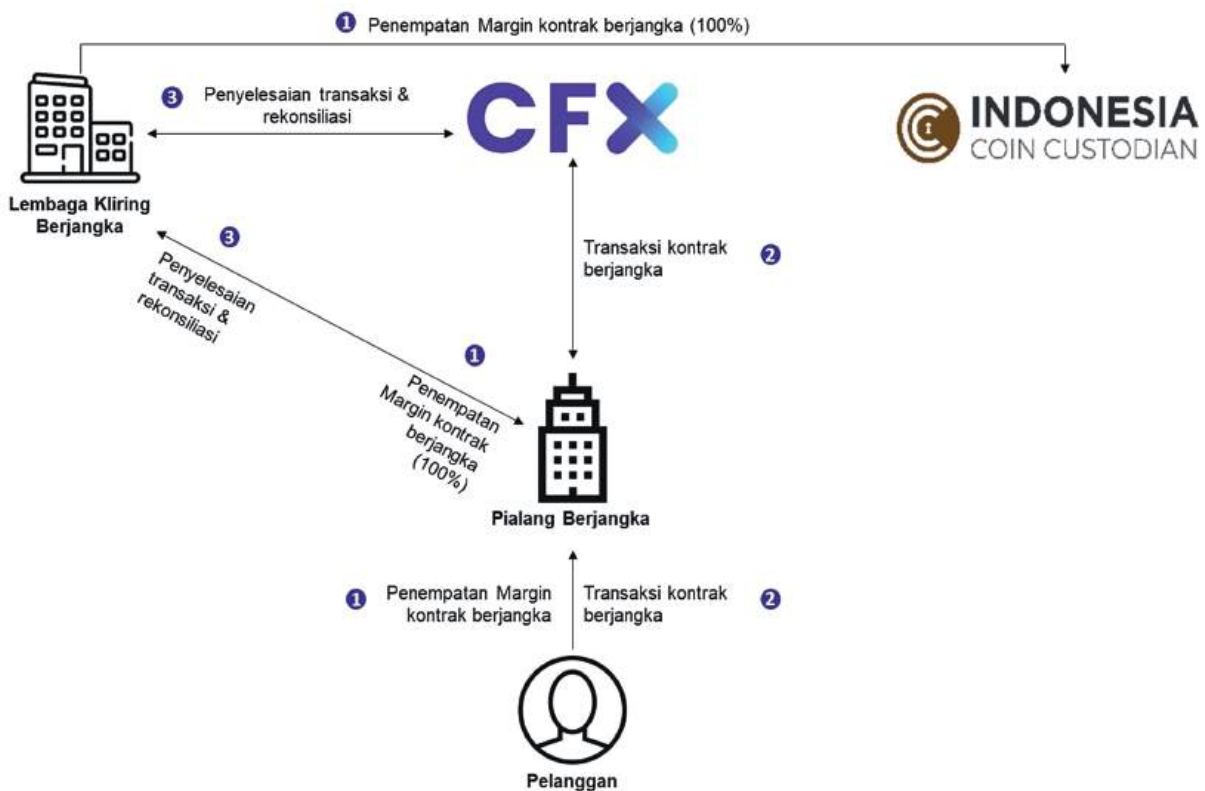 1 Penempatan Margin kontrak berjangka (100%)
3 Penyelesaian transaksi &
rekonsiliasi
CFX
INDONESIA
COIN CUSTODIAN
Lembaga Kliring
Berjangka
3
Penyelesaian
transaksi &
rekonsiliasi
Transaksi kontrak
berjangka
2
1
Penempatan
Margin kontrak
berjangka
(100%)
Pialang Berjangka
1 Penempatan Margin
kontrak berjangka
Transaksi kontrak
berjangka
2
Pelanggan